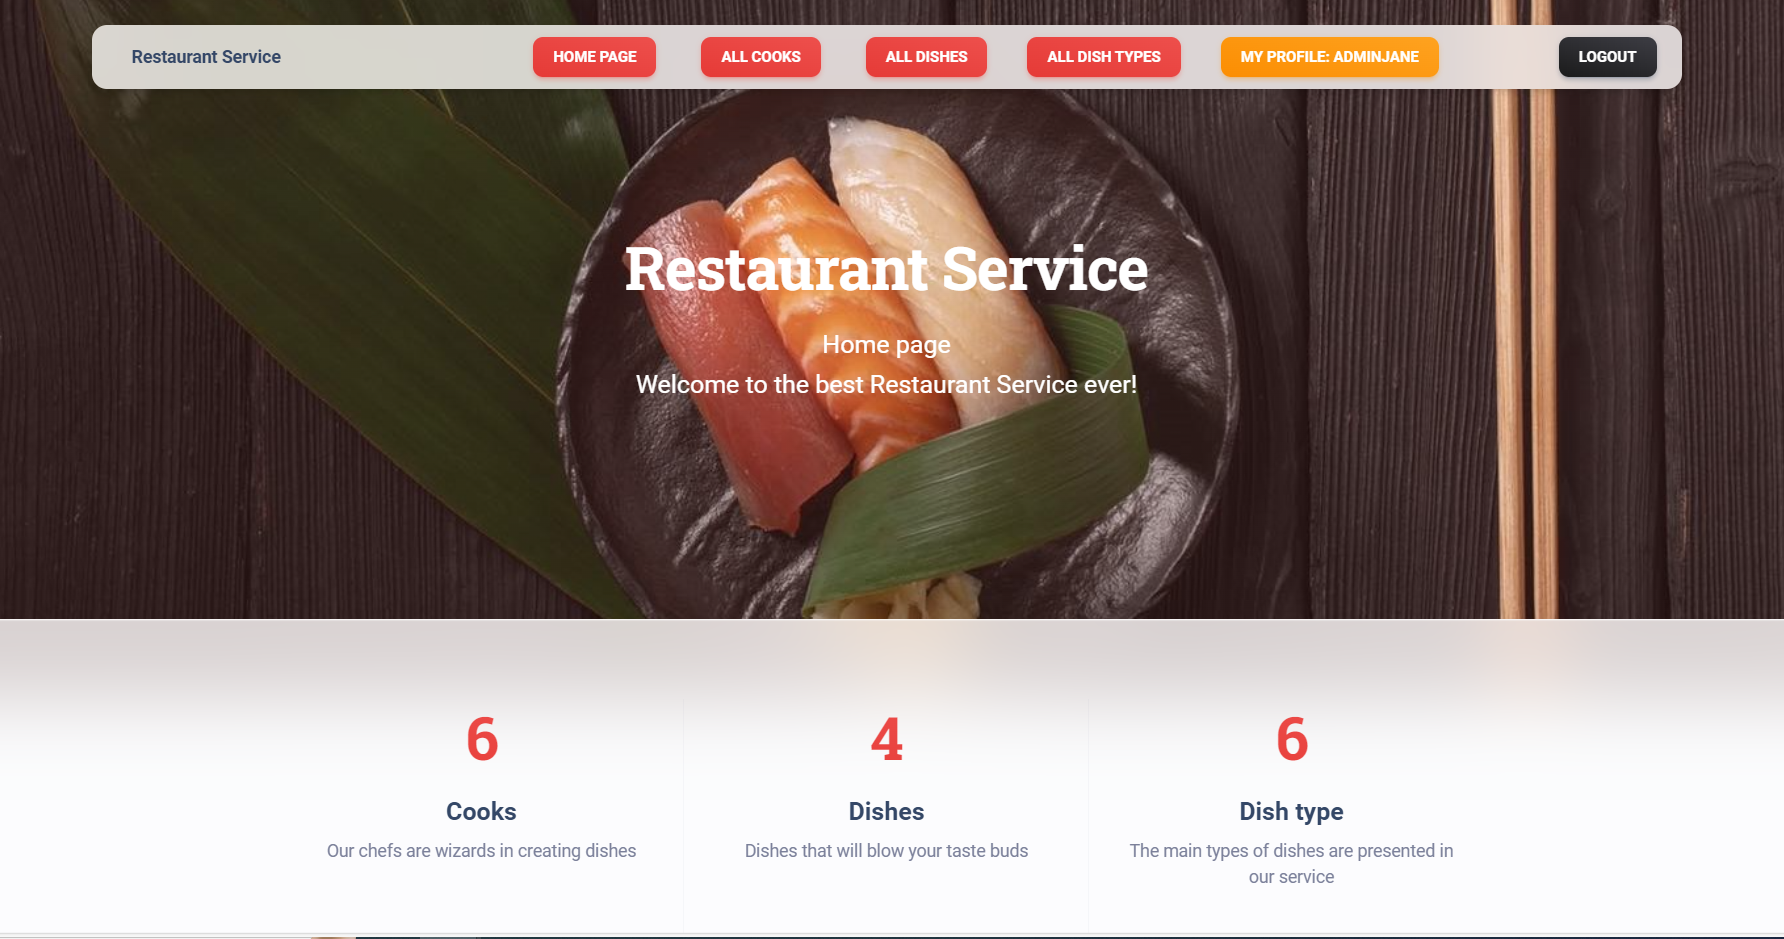 Restaurant Service
HOME PAGE
ALL COOKS
ALL DISHES
ALL DISH TYPES
MY PROFILE: ADMINJANE
LOGOUT
Restaurant Service
Home page
Welcome to the best Restaurant Service ever!
6
Cooks
Our chefs are wizards in creating dishes
4
Dishes
Dishes that will blow your taste buds
6
Dish type
The main types of dishes are presented in
our service